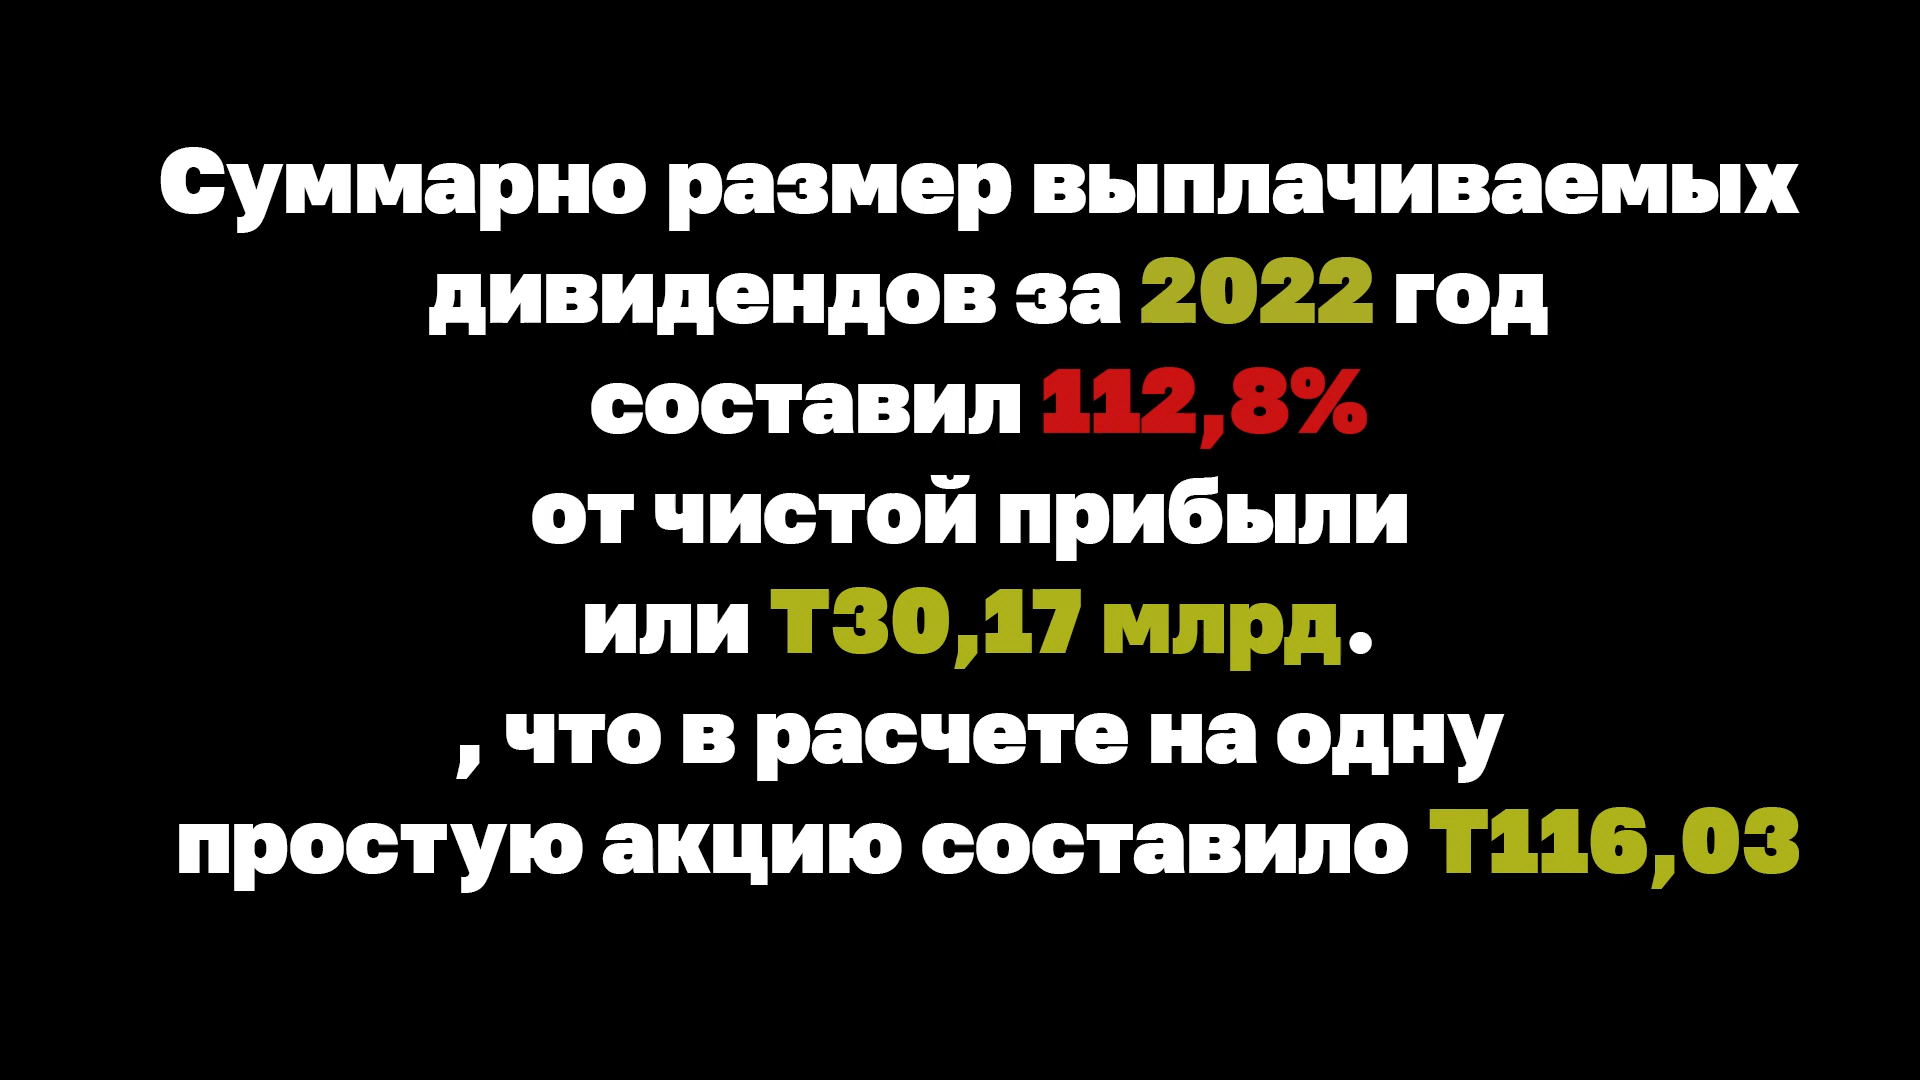 Суммарно размер выплачиваемых
дивидендов за 2022 год
составил 112,8%
от чистой прибыли
или Т30,17 млрд.
, что в расчете на одну
простую акцию составило Т116,03